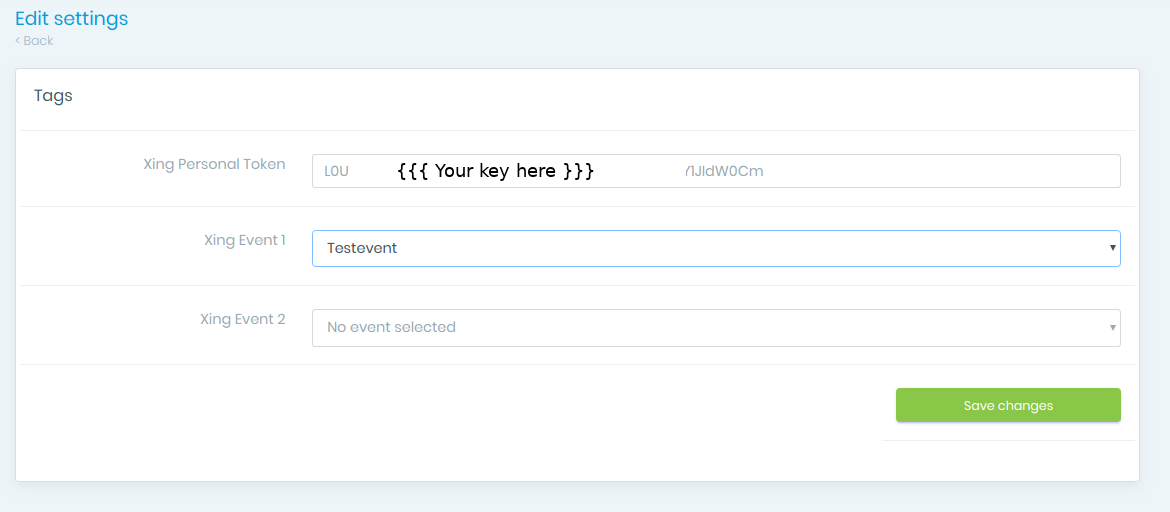 Edit settings
< Back
Tags
Xing Personal Token
L0U {{{ Your key here }}} Y1JIdW0Cm
Xing Event 1
Testevent
Xing Event 2
No event selected
Save changes